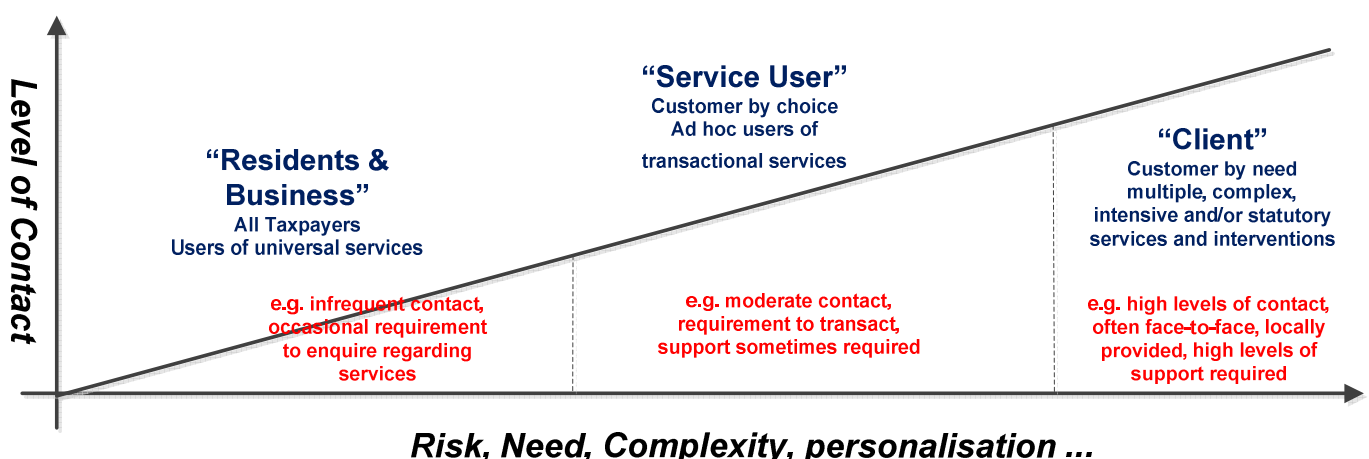 Level of Contact
“Residents &
Business”
All Taxpayers
Users of universal services
e.g. infrequent contact,
occasional requirement
to enquire regarding
services
“Service User”
Customer by choice
Ad hoc users of
transactional services
e.g. moderate contact,
requirement to transact,
support sometimes required
“Client”
Customer by need
multiple, complex,
intensive and/or statutory
services and interventions
e.g. high levels of contact,
often face-to-face, locally
provided, high levels of
support required
Risk, Need, Complexity, personalisation ...